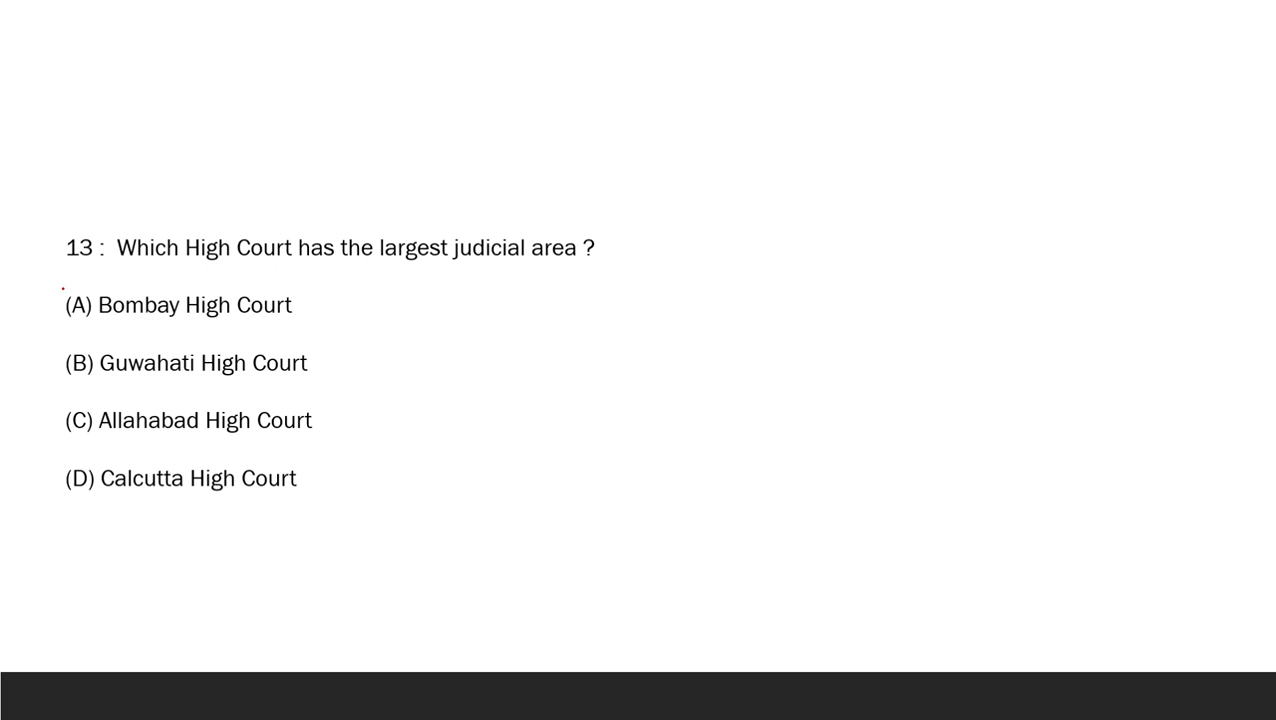 13 :  Which High Court has the largest judicial area ?
(A) Bombay High Court
(B) Guwahati High Court
(C) Allahabad High Court
(D) Calcutta High Court